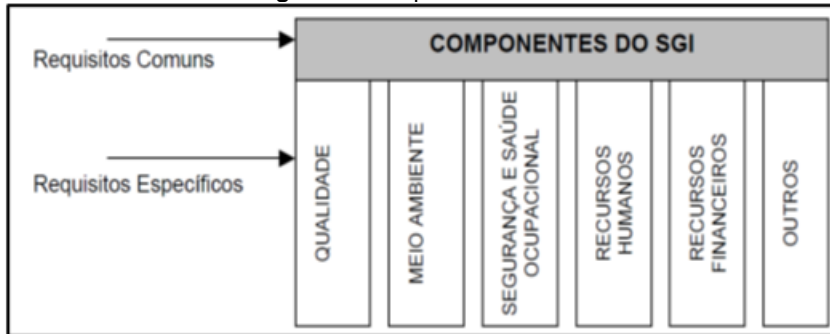 COMPONENTES DO SGI
Requisitos Comuns
Requisitos Específicos
QUALIDADE
MEIO AMBIENTE
SEGURANÇA E SAÚDE
OCUPACIONAL
RECURSOS
HUMANOS
RECURSOS
FINANCEIROS
OUTROS